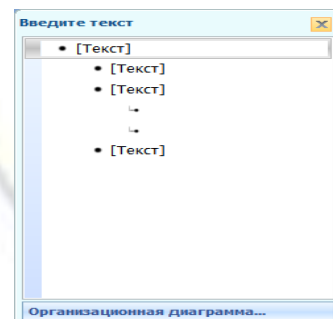 Введите текст
• [Текст]
• [Текст]
• [Текст]
• [Текст]
Организационная диаграмма...